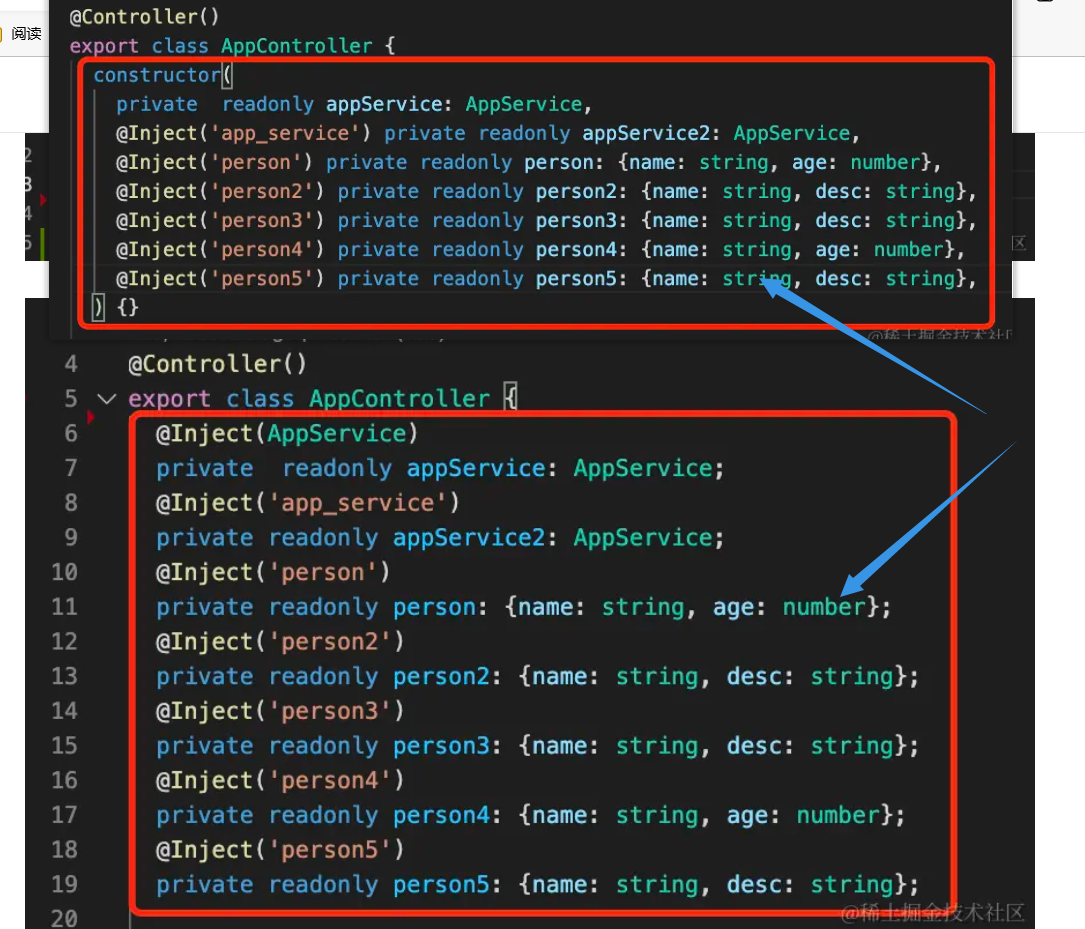 阅读
@Controller()
export class AppController {
constructor(
private  readonly appService: AppService,
@Inject('app_service') private readonly appService2: AppService,
@Inject('person') private readonly person: {name: string, age: number},
@Inject('person2') private readonly person2: {name: string, desc: string},
@Inject('person3') private readonly person3: {name: string, desc: string},
@Inject('person4') private readonly person4: {name: string, age: number},
@Inject('person5') private readonly person5: {name: string, desc: string},
) {}
2
3
4
5
区
@稀土掘金技术社区
4 @Controller()
5 export class AppController {
6 @Inject(AppService)
7 private  readonly appService: AppService;
8 @Inject('app_service')
9 private readonly appService2: AppService;
10 @Inject('person')
11 private readonly person: {name: string, age: number};
12 @Inject('person2')
13 private readonly person2: {name: string, desc: string};
14 @Inject('person3')
15 private readonly person3: {name: string, desc: string};
16 @Inject('person4')
17 private readonly person4: {name: string, age: number};
18 @Inject('person5')
19 private readonly person5: {name: string, desc: string};
20
@稀土掘金技术社区